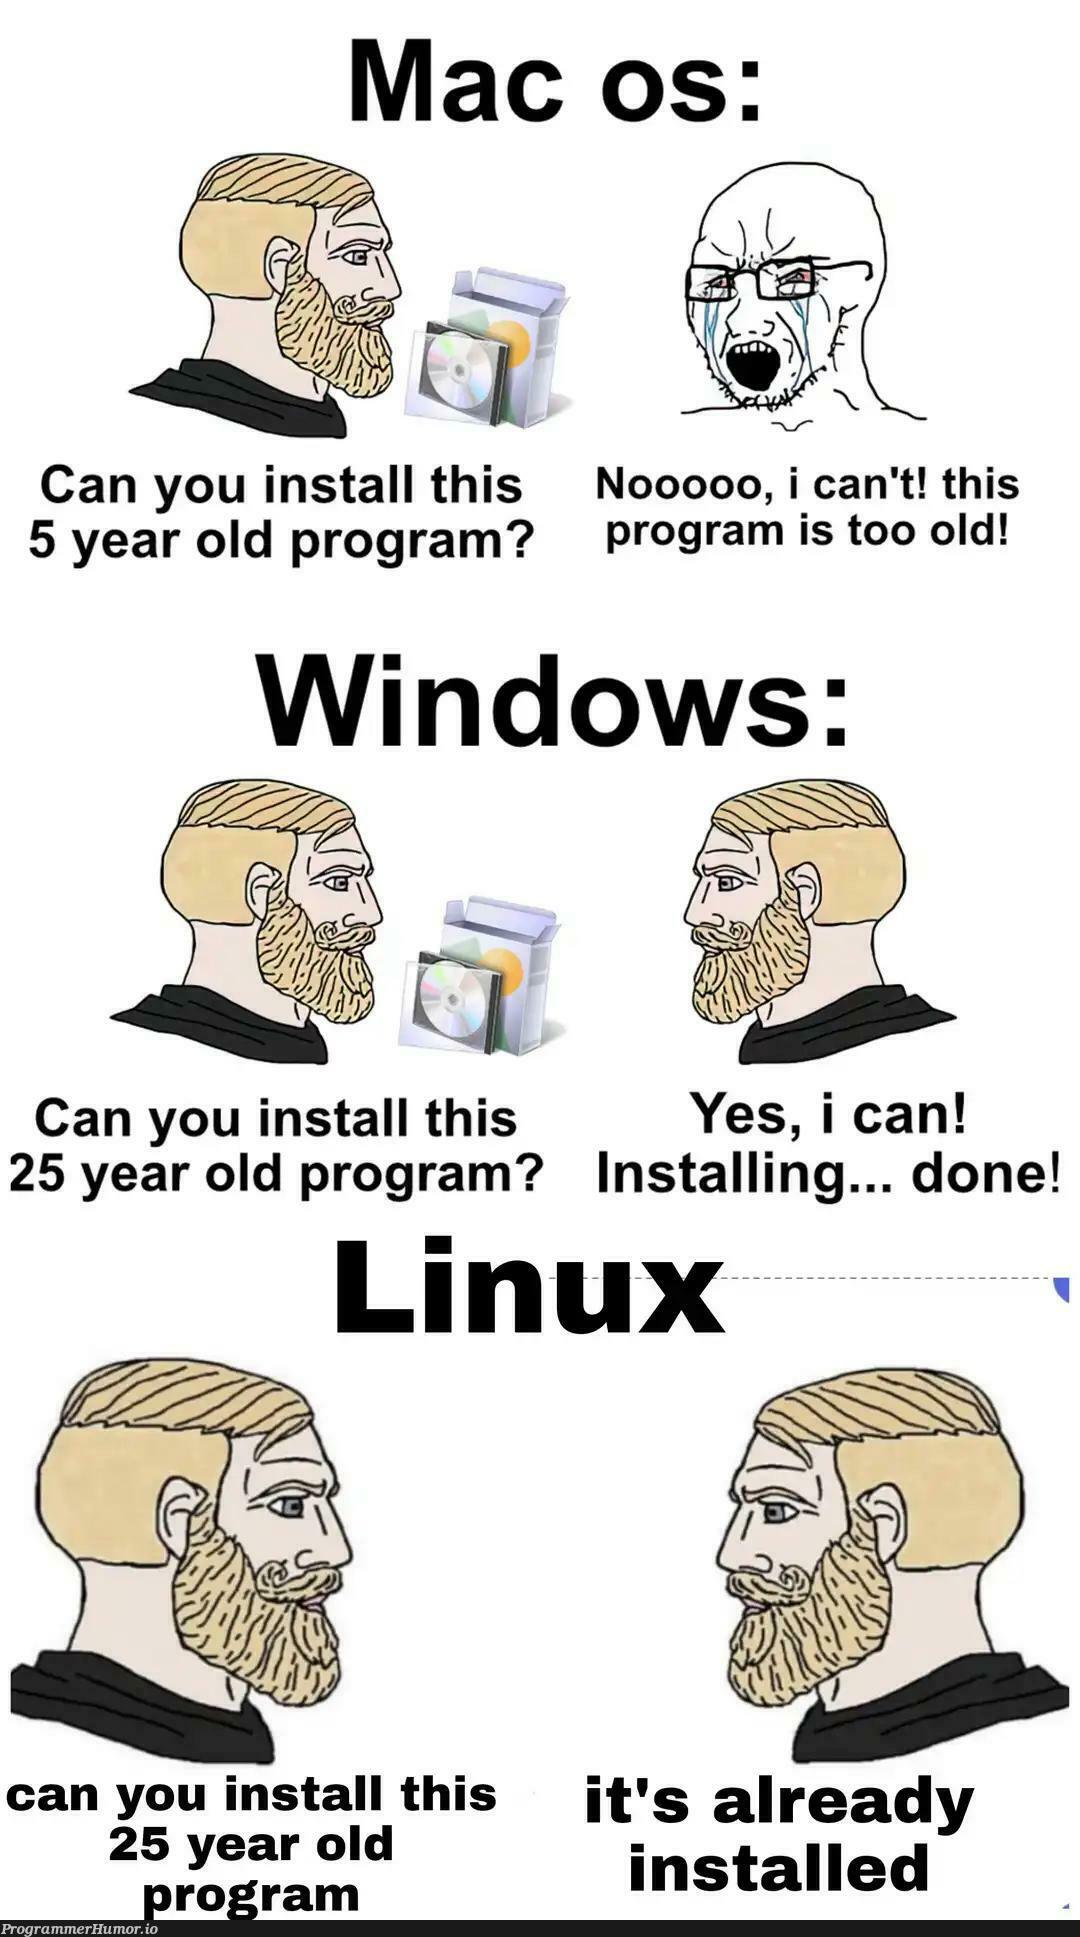 Mac os:
Can you install this
5 year old program?
Nooooo, i can't! this
program is too old!
Windows:
Can you install this
25 year old program?
Yes, i can!
Installing... done!
Linux
can you install this
25 year old
program
it's already
installed
ProgrammerHumor.io